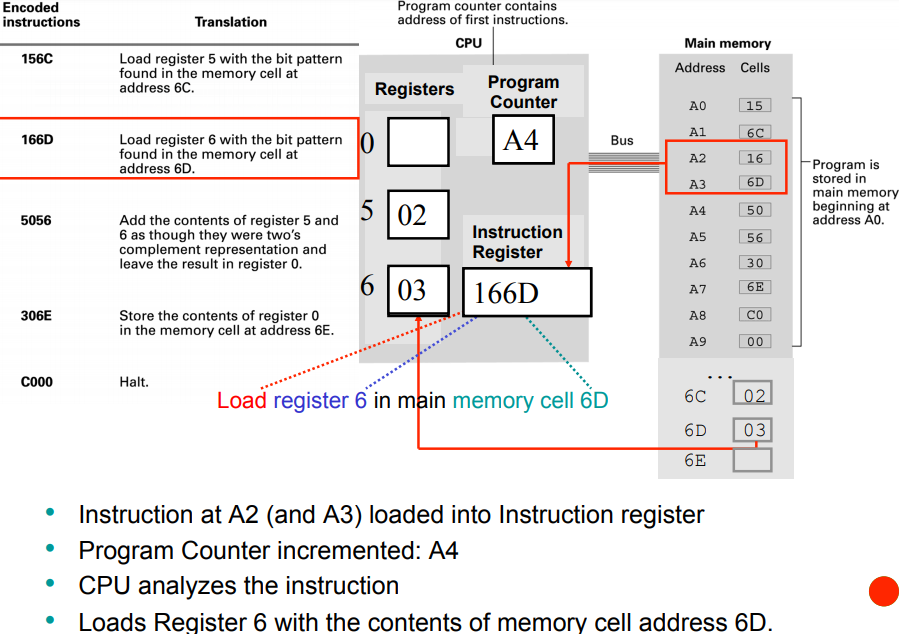 Program counter contains
address of first instructions.
Encoded
instructions
Translation
CPU
Main memory
156C
Load register 5 with the bit pattern
found in the memory cell at
address 6C.
166D
Load register 6 with the bit pattern
found in the memory cell at
address 6D.
5056
Add the contents of register 5 and
6 as though they were two's
complement representation and
leave the result in register 0.
306E
Store the contents of register 0
in the memory cell at address 6E.
C000
Halt.
Registers
Program
Counter
0
A4
5
02
6
03
Instruction
Register
166D
Bus
Address Cells
A0 15
A1 6C
A2 16
A3 6D
A4 50
A5 56
A6 30
A7 6E
A8 C0
A9 00
...
6C 02
6D 03
6E
Program is
stored in
main memory
beginning at
address A0.
Load register 6 in main memory cell 6D
• Instruction at A2 (and A3) loaded into Instruction register
• Program Counter incremented: A4
• CPU analyzes the instruction
• Loads Register 6 with the contents of memory cell address 6D.